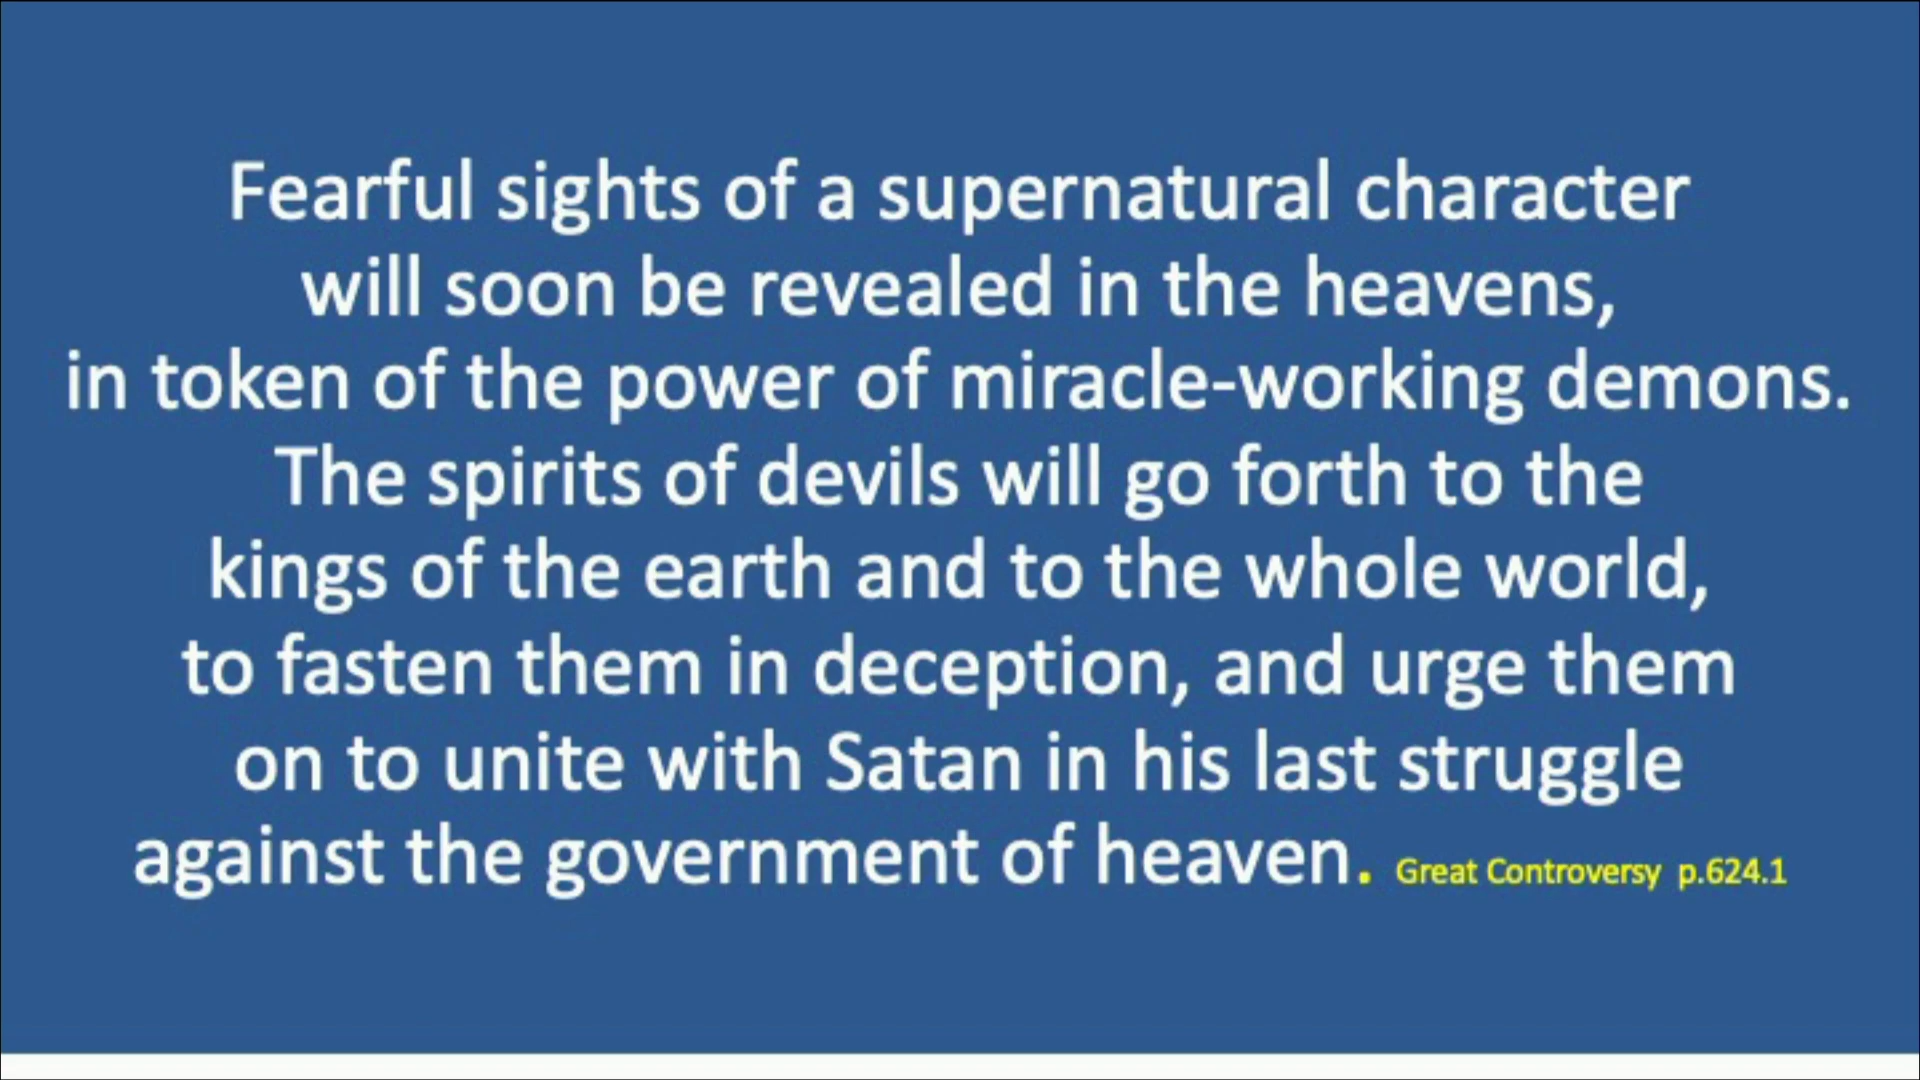 Fearful sights of a supernatural character
will soon be revealed in the heavens,
in token of the power of miracle-working demons.
The spirits of devils will go forth to the
kings of the earth and to the whole world,
to fasten them in deception, and urge them
on to unite with Satan in his last struggle
against the government of heaven. Great Controversy p.624.1